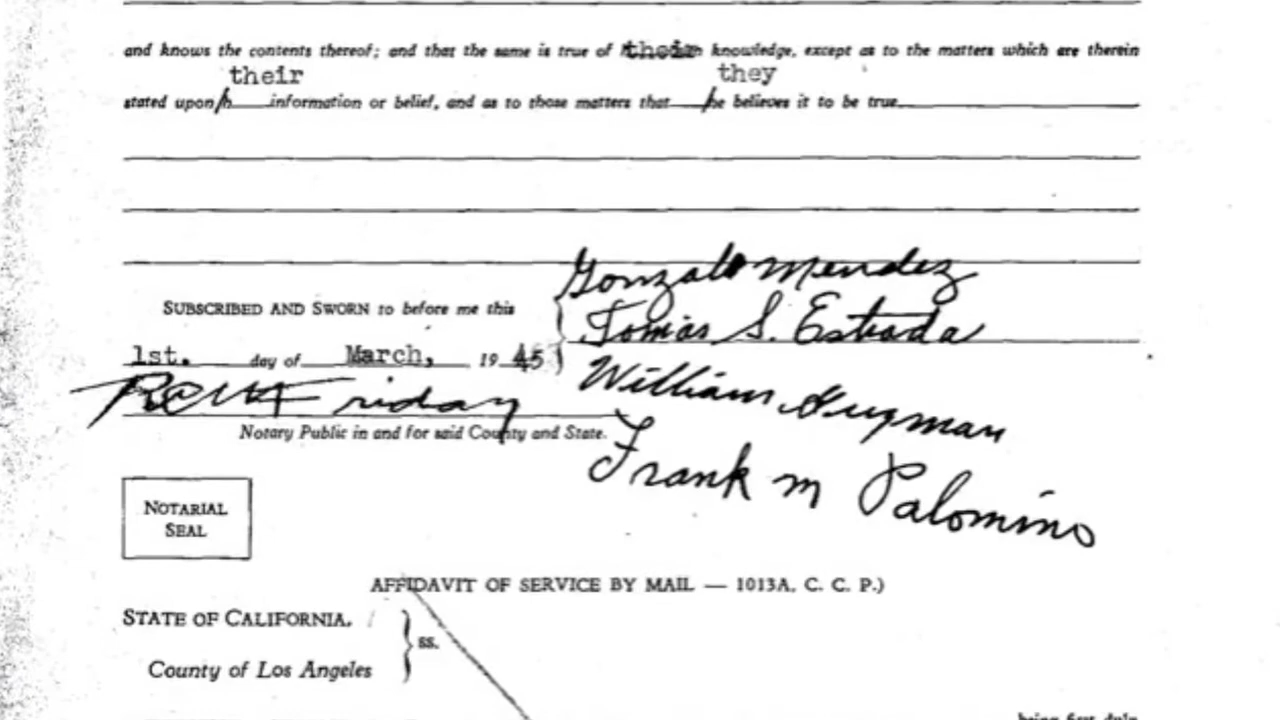 and knows the contents thereof; and that the same is true of their knowledge, except as to the matters which are therein
their they
stated upon h information or belief, and as to those matters that he believes it to be true.
Gonzalo Mendez
SUBSCRIBED AND SWORN to before me this
Tomas S. Estrada
1st. day of March, 19 45
William Guzman
Friday
Notary Public in and for said County and State.
Frank M Palomino
NOTARIAL
SEAL
AFFIDAVIT OF SERVICE BY MAIL — 1013A, C. C. P.)
STATE OF CALIFORNIA,
ss.
County of Los Angeles
being first duly